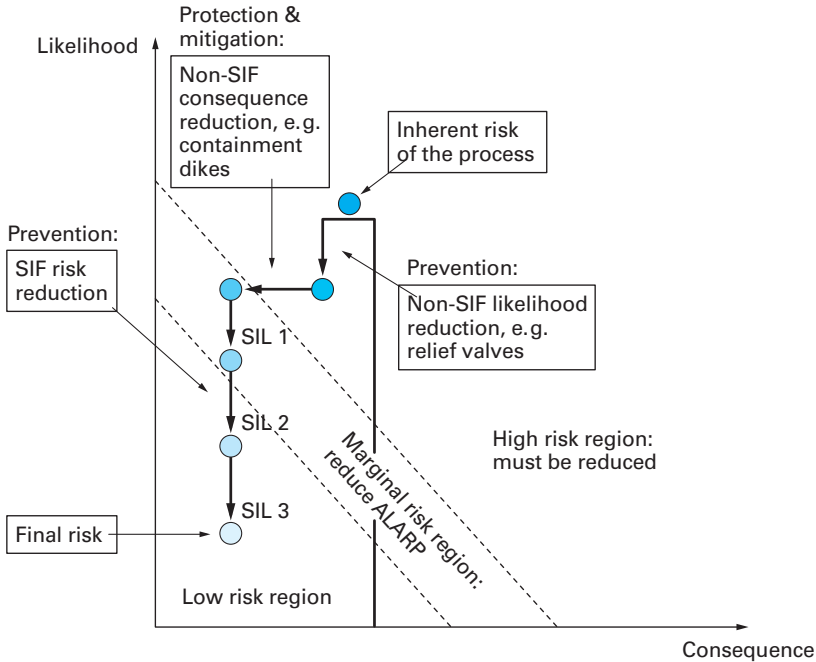 Protection &
mitigation:
Likelihood
Non-SIF
consequence
reduction, e.g.
containment
dikes
Inherent risk
of the process
Prevention:
SIF risk
reduction
Prevention:
Non-SIF likelihood
reduction, e.g.
relief valves
SIL 1
SIL 2
SIL 3
Marginal risk region:
reduce ALARP
High risk region:
must be reduced
Final risk
Low risk region
Consequence